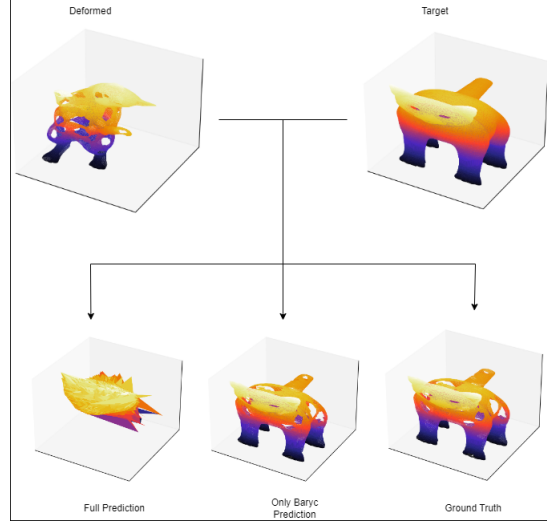 Deformed
Target
Full Prediction
Only Baryc
Prediction
Ground Truth